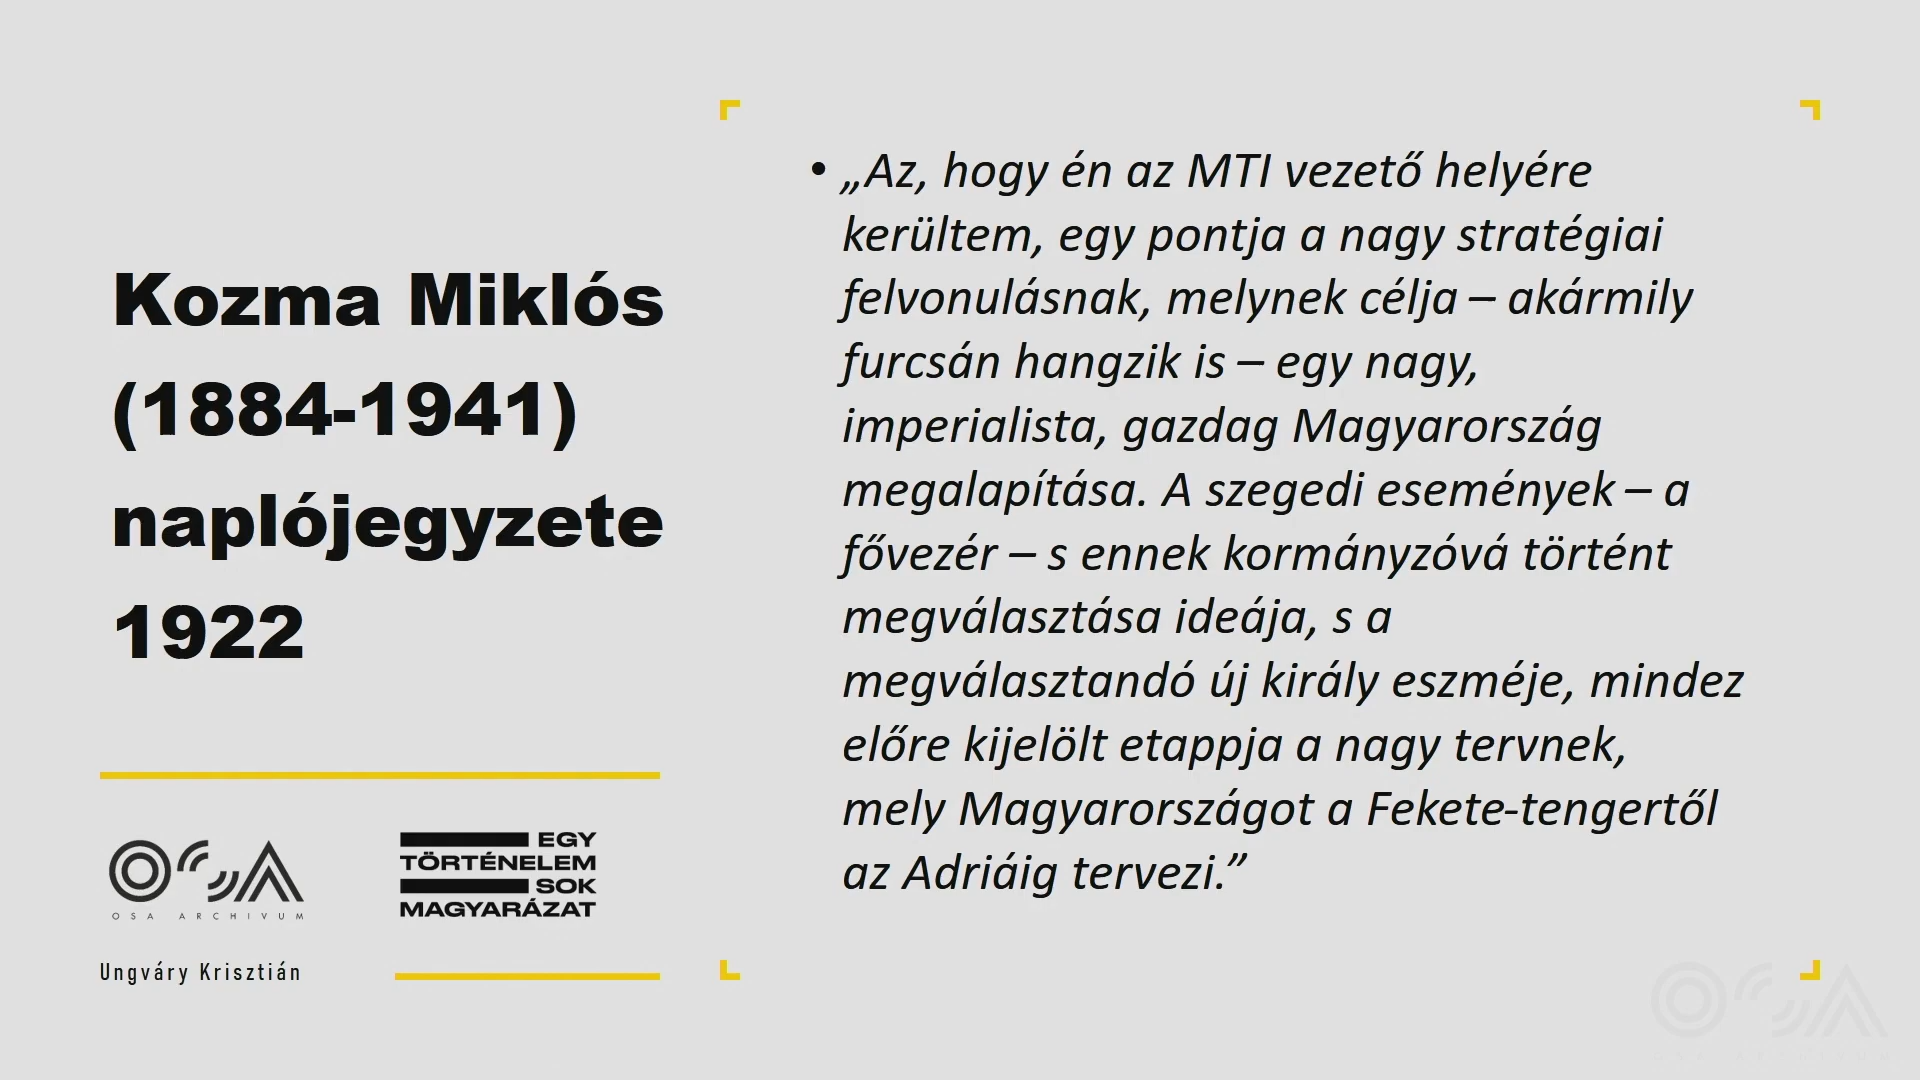 Kozma Miklós
(1884-1941)
naplójegyzete
1922
• „Az, hogy én az MTI vezető helyére
kerültem, egy pontja a nagy stratégiai
felvonulásnak, melynek célja – akármily
furcsán hangzik is – egy nagy,
imperialista, gazdag Magyarország
megalapítása. A szegedi események – a
fővezér – s ennek kormányzóvá történt
megválasztása ideája, s a
megválasztandó új király eszméje, mindez
előre kijelölt etappja a nagy tervnek,
mely Magyarországot a Fekete-tengertől
az Adriáig tervezi.”
OSA ARCHIVUM
EGY
TÖRTÉNELEM
SOK
MAGYARÁZAT
Ungváry Krisztián